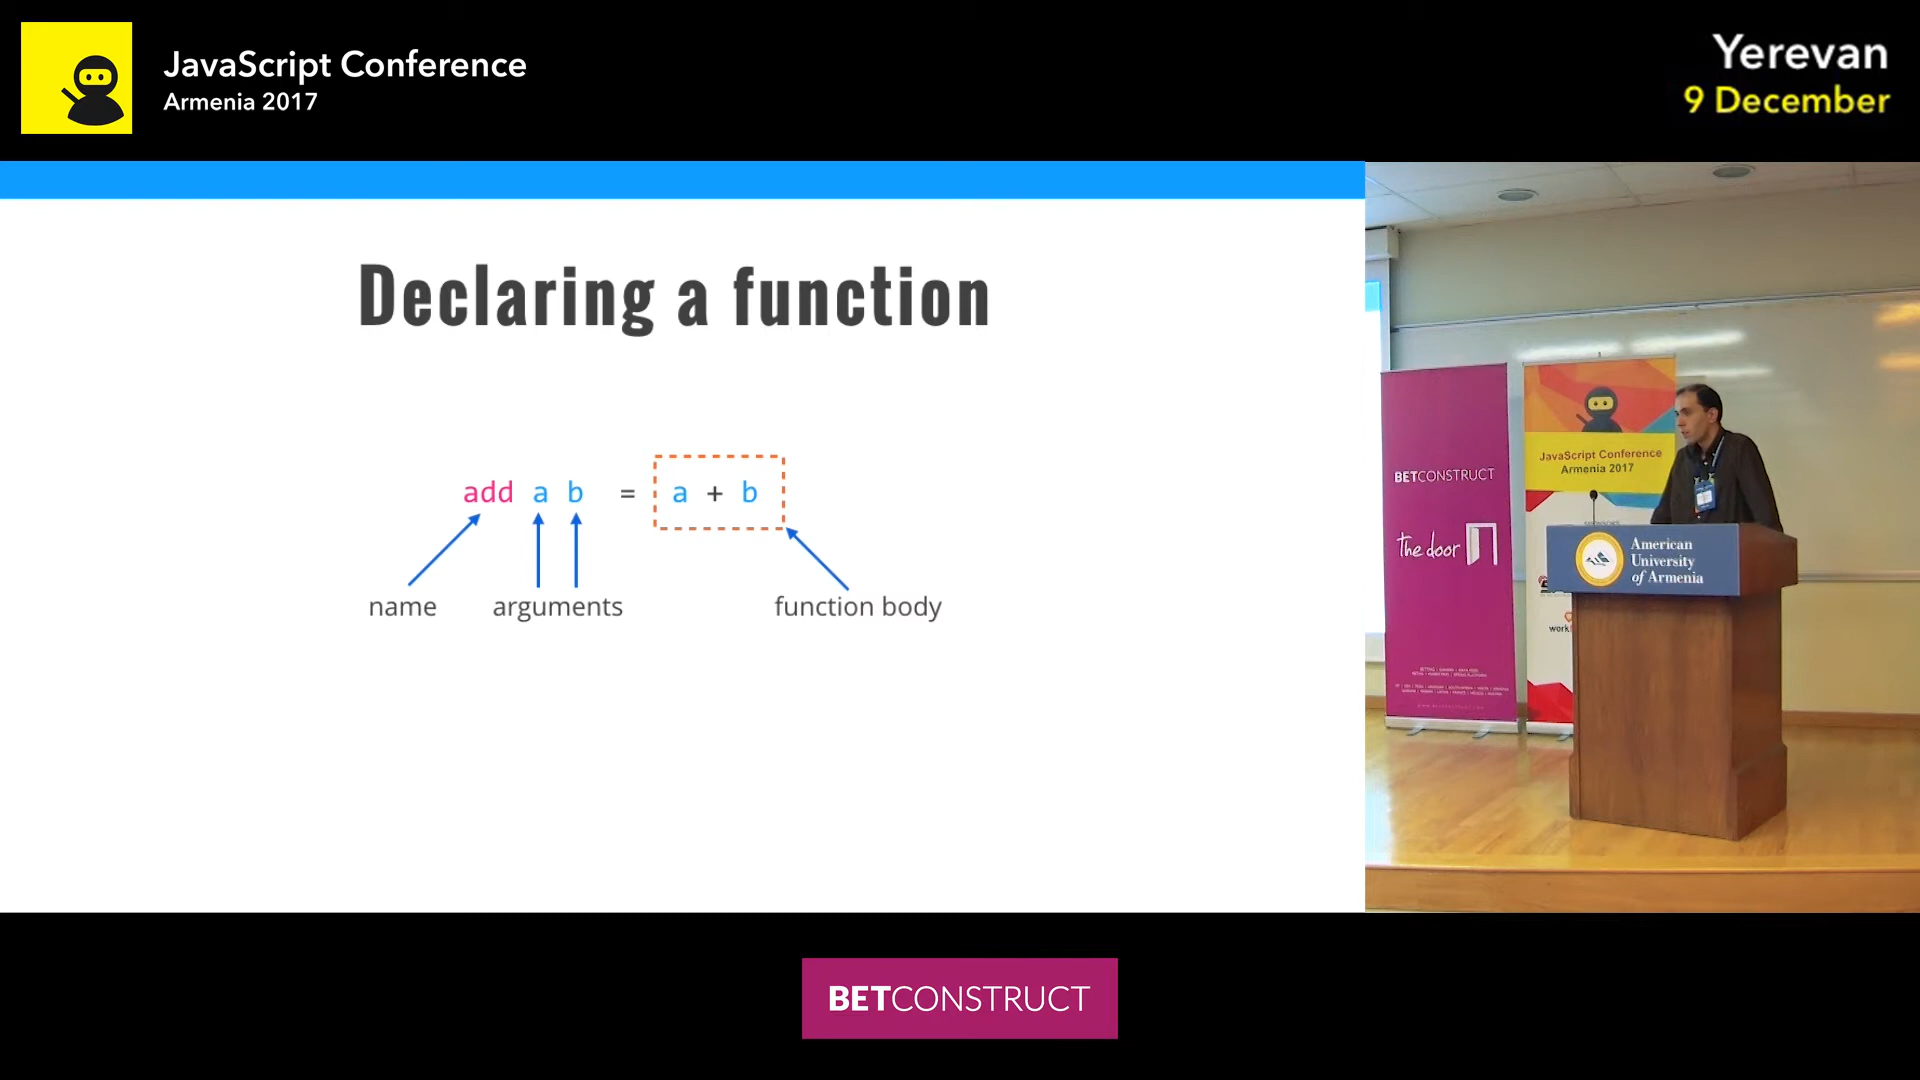 JavaScript Conference
Armenia 2017
Yerevan
9 December
Declaring a function
add a b = a + b
name arguments function body
BETCONSTRUCT
The door
JavaScript Conference
Armenia 2017
American
University
of Armenia
BETCONSTRUCT